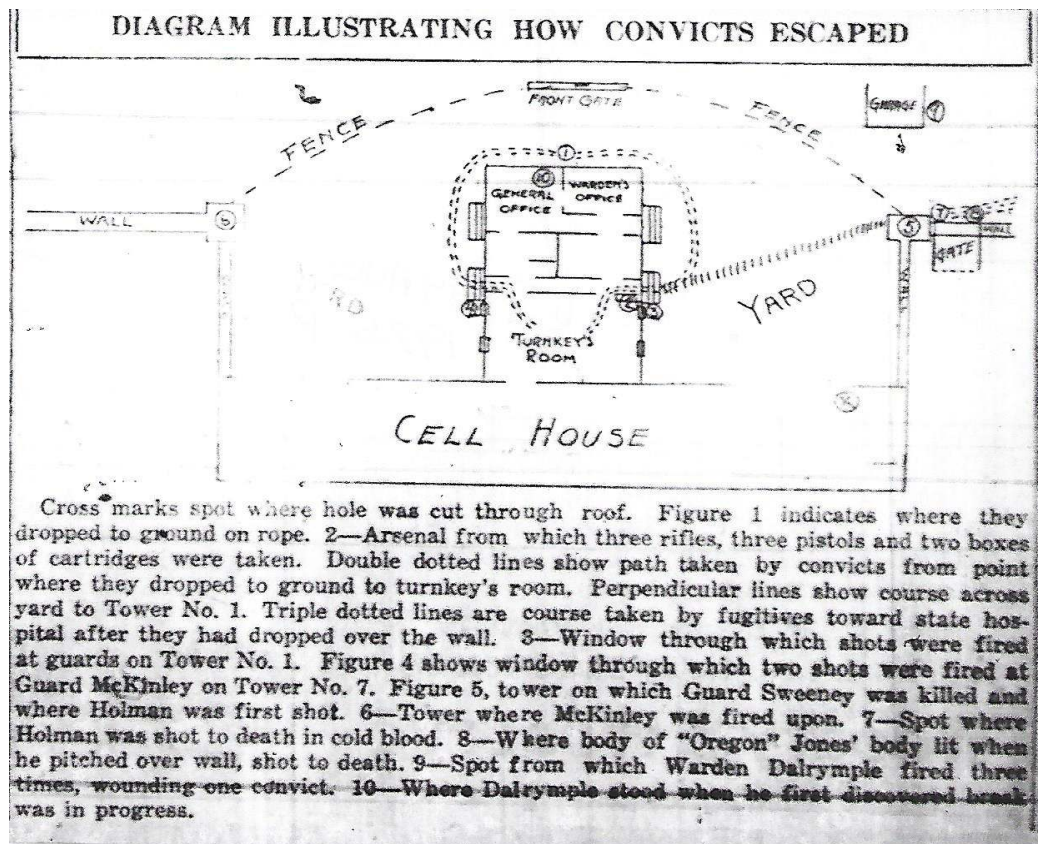 DIAGRAM ILLUSTRATING HOW CONVICTS ESCAPED
FRONT GATE
FENCE
FENCE
GARAGE 9
1
10
GENERAL OFFICE
WARDEN'S OFFICE
WALL
6
5
7
8
GATE
WALL
YARD
2 3
TURNKEY'S
ROOM
CELL HOUSE
Cross marks spot where hole was cut through roof. Figure 1 indicates where they
dropped to ground on rope. 2—Arsenal from which three rifles, three pistols and two boxes
of cartridges were taken. Double dotted lines show path taken by convicts from point
where they dropped to ground to turnkey's room. Perpendicular lines show course across
yard to Tower No. 1. Triple dotted lines are course taken by fugitives toward state hos-
pital after they had dropped over the wall. 3—Window through which shots were fired
at guards on Tower No. 1. Figure 4 shows window through which two shots were fired at
Guard McKinley on Tower No. 7. Figure 5, tower on which Guard Sweeney was killed and
where Holman was first shot. 6—Tower where McKinley was fired upon. 7—Spot where
Holman was shot to death in cold blood. 8—Where body of "Oregon" Jones' body lit when
he pitched over wall, shot to death. 9—Spot from which Warden Dalrymple fired three
times, wounding one convict. 10—Where Dalrymple stood when he first discovered break
was in progress.